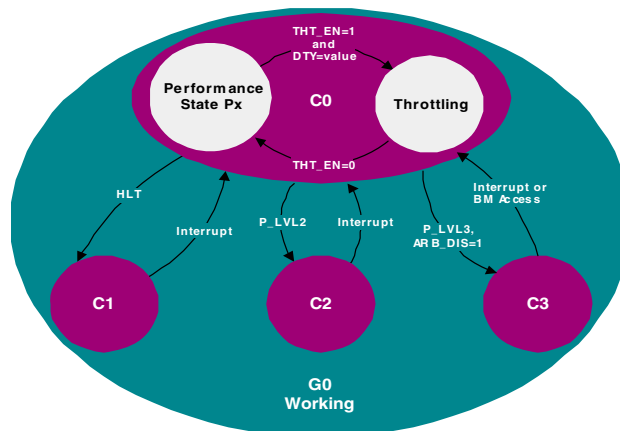 THT_EN=1
and
DTY=value
Performance
State Px
C0
Throttling
THT_EN=0
HLT
Interrupt
P_LVL2
Interrupt
P_LVL3,
ARB_DIS=1
Interrupt or
BM Access
C1
C2
C3
G0
Working